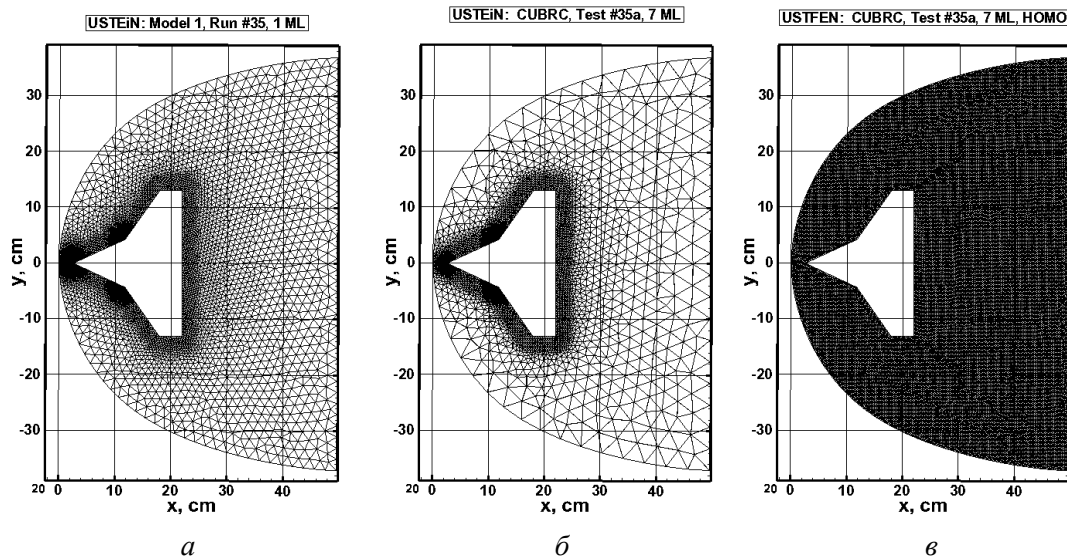 USTEiN: Model 1, Run #35, 1 ML
USTEiN: CUBRC, Test #35a, 7 ML
USTFEN: CUBRC, Test #35a, 7 ML, HOMO
30
20
10
0
-10
-20
-30
y, cm
20 0 10 20 30 40
x, cm
30
20
10
0
-10
-20
-30
y, cm
20 0 10 20 30 40
x, cm
30
20
10
0
-10
-20
-30
y, cm
20 0 10 20 30 40
x, cm
а
б
в